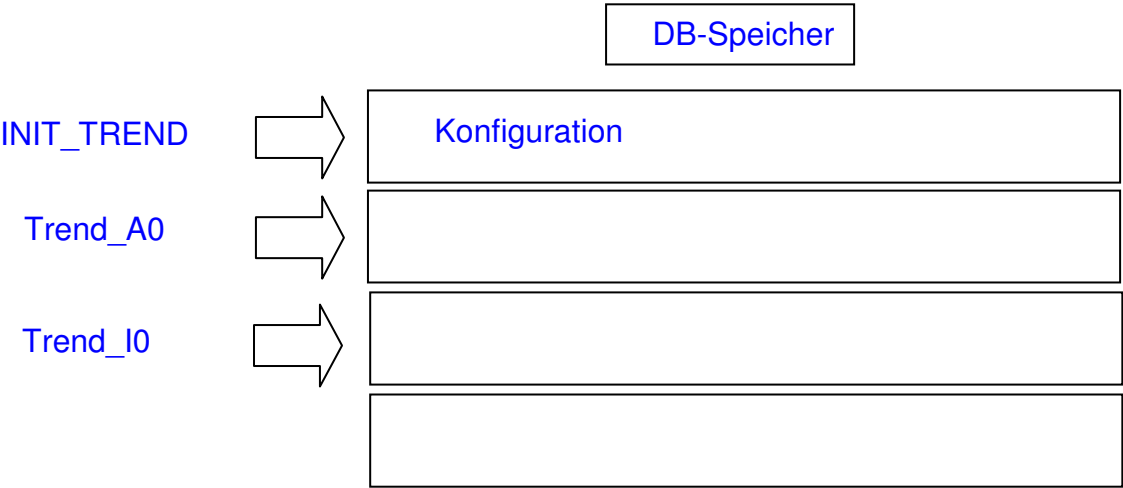 DB-Speicher
INIT_TREND
Konfiguration
Trend_A0
Trend_I0